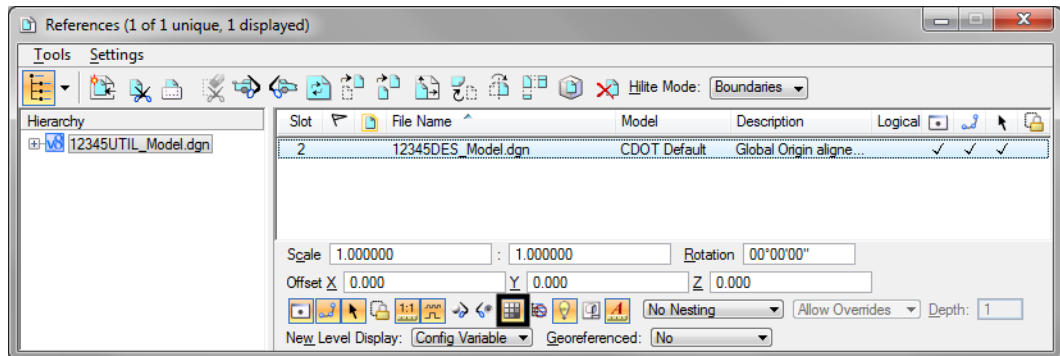 References (1 of 1 unique, 1 displayed)
Tools Settings
Hilite Mode: Boundaries
Hierarchy
12345UTIL_Model.dgn
Slot File Name Model Description Logical
2 12345DES_Model.dgn CDOT Default Global Origin aligne...
Scale 1.000000 : 1.000000 Rotation 00°00'00"
Offset X 0.000 Y 0.000 Z 0.000
1:1 A No Nesting Allow Overrides Depth: 1
New Level Display: Config Variable Georeferenced: No